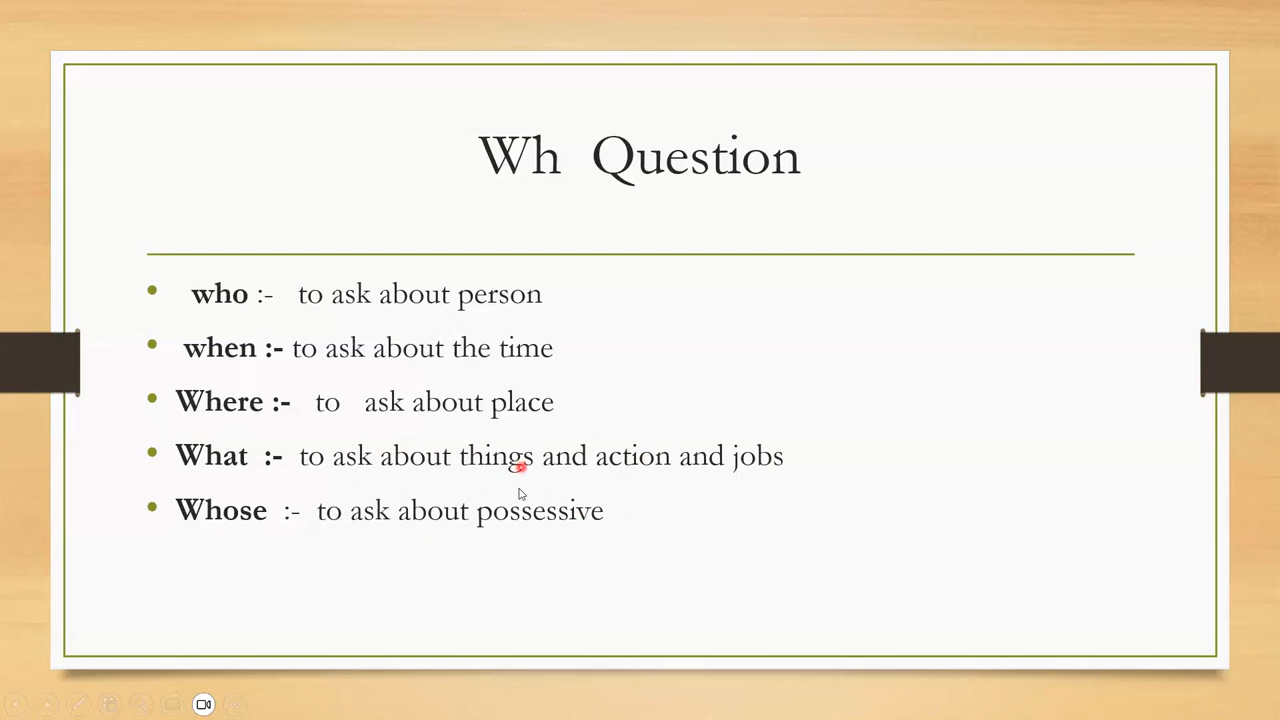 Wh Question
who :- to ask about person
when :- to ask about the time
Where :- to ask about place
What :- to ask about things and action and jobs
Whose :- to ask about possessive